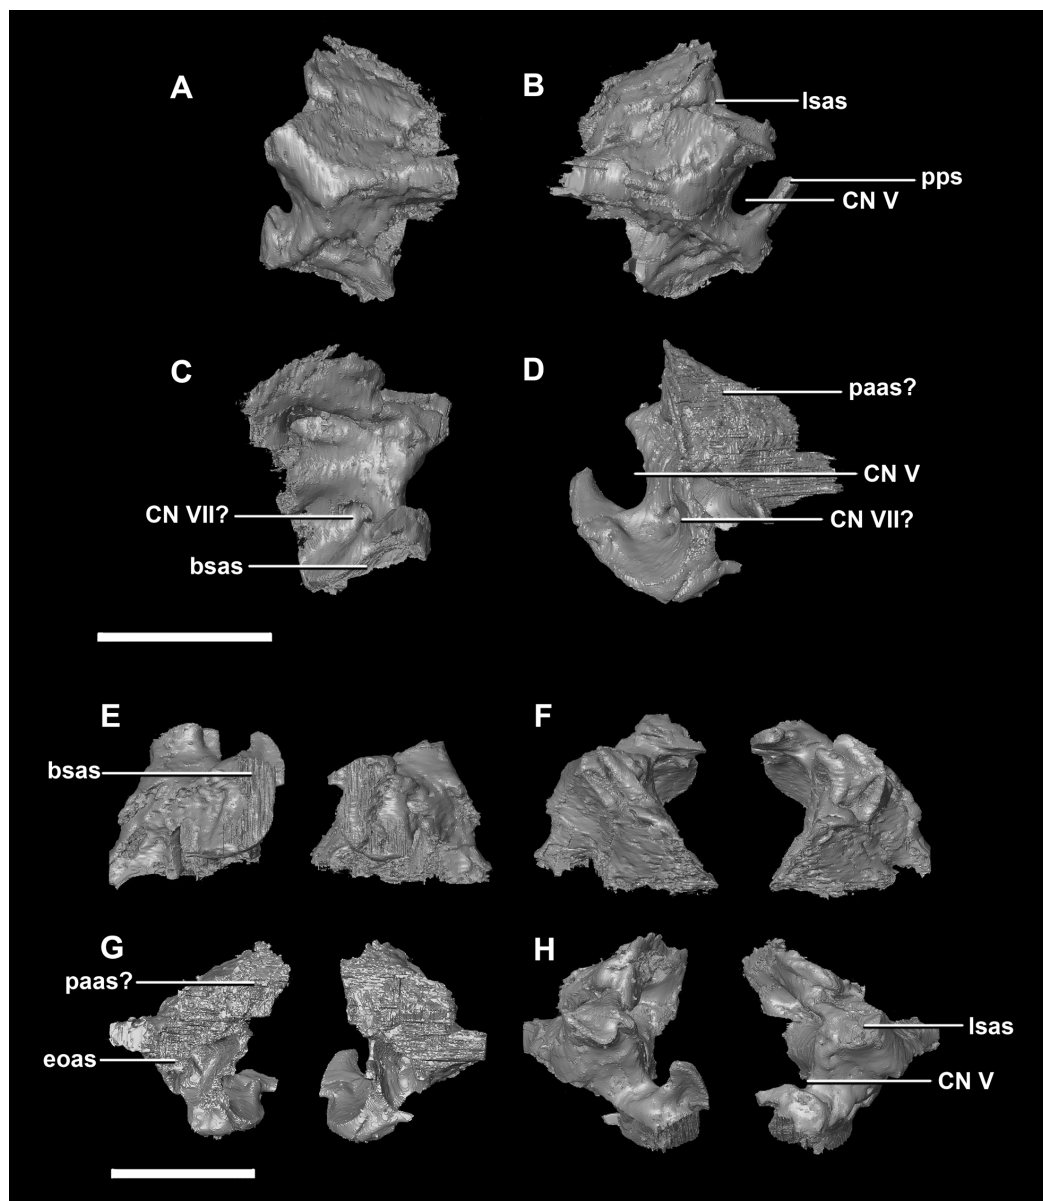 A
B
lsas
pps
CN V
C
D
paas?
CN V
CN VII?
CN VII?
bsas
E
F
bsas
G
H
paas?
lsas
eoas
CN V